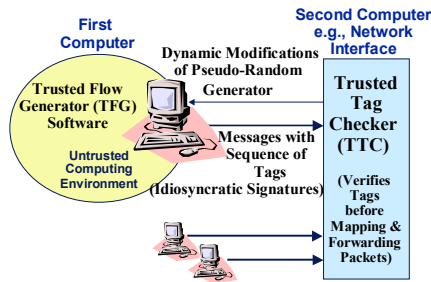 First
Computer
Second Computer
e.g., Network
Interface
Dynamic Modifications
of Pseudo-Random
Generator
Trusted Flow
Generator (TFG)
Software
Untrusted
Computing
Environment
Messages with
Sequence of
Tags
(Idiosyncratic Signatures)
Trusted
Tag
Checker
(TTC)
(Verifies
Tags
before
Mapping &
Forwarding
Packets)